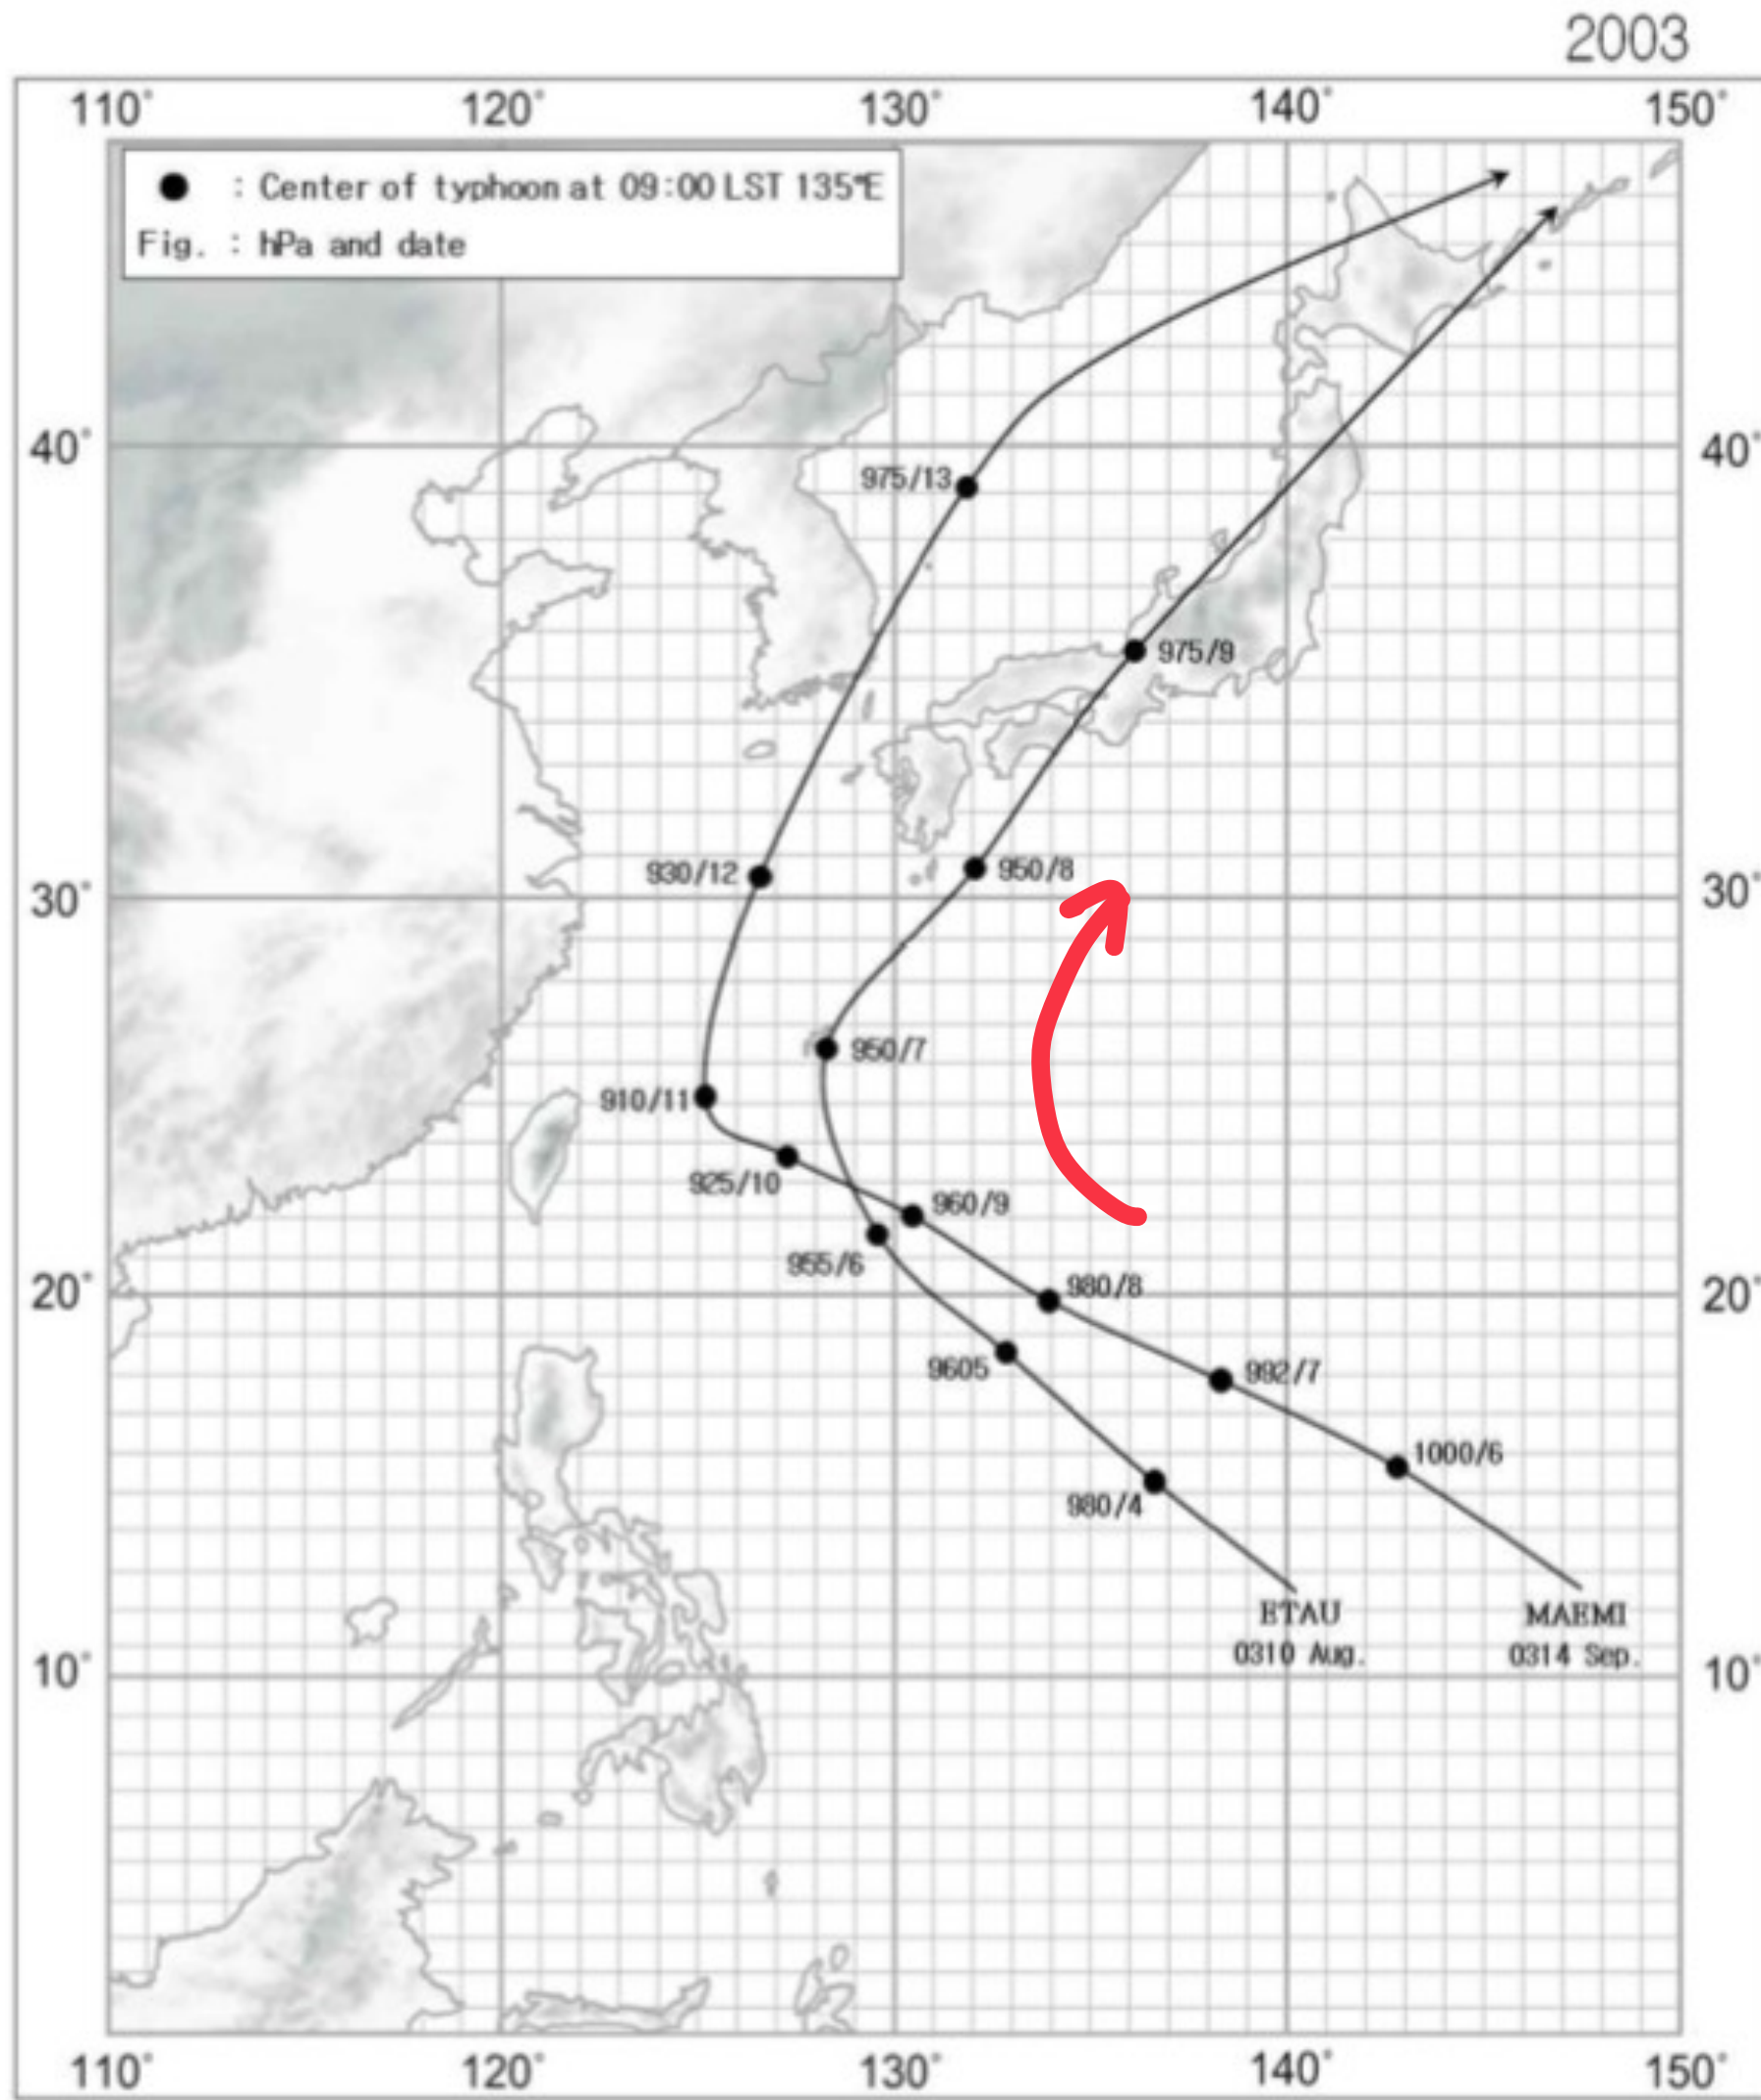 2003
110° 120° 130° 140° 150°
● : Center of typhoon at 09:00 LST 135°E
Fig. : hPa and date
40° 40°
975/13
975/9
930/12 950/8
30° 30°
950/7
910/11
925/10 960/9
955/6
20° 980/8 20°
9605 992/7
1000/6
980/4
ETAU MAEMI
0310 Aug. 0314 Sep.
10° 10°
110° 120° 130° 140° 150°